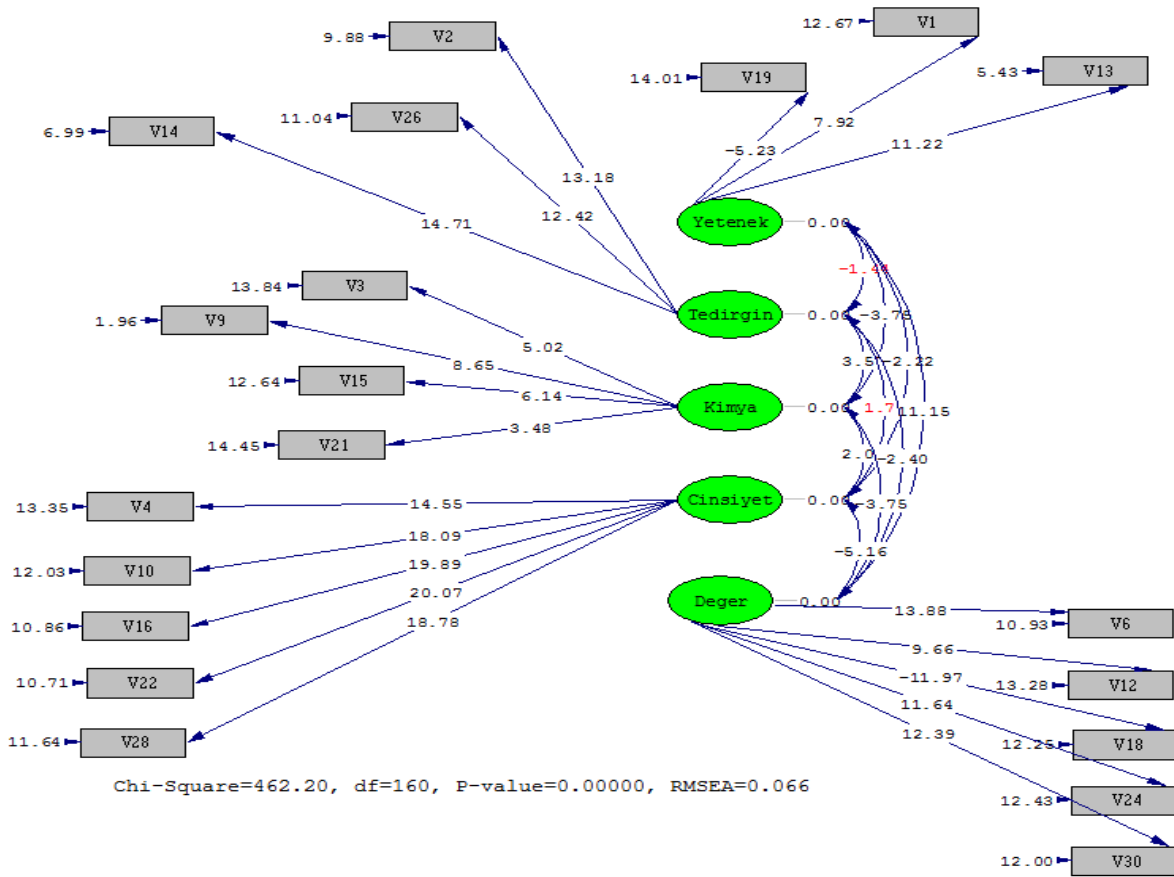 12.67 V1
9.88 V2
14.01 V19
5.43 V13
11.04 V26
6.99 V14
7.92
11.22
-5.23
13.18
12.42
14.71
Yetenek 0.00
-1.44
13.84 V3
Tedirgin 0.00 -3.75
1.96 V9
5.02
8.65
3.5 -2.22
12.64 V15
6.14
Kimya 0.00 1.7 11.15
3.48
14.45 V21
2.0 -2.40
13.35 V4
14.55
Cinsiyet 0.00 -3.75
18.09
19.89
-5.16
12.03 V10
20.07
18.78
Deger 0.00
13.88
10.86 V16
10.93 V6
9.66
-11.97
10.71 V22
13.28 V12
11.64
12.39
11.64 V28
12.25 V18
Chi-Square=462.20, df=160, P-value=0.00000, RMSEA=0.066
12.43 V24
12.00 V30